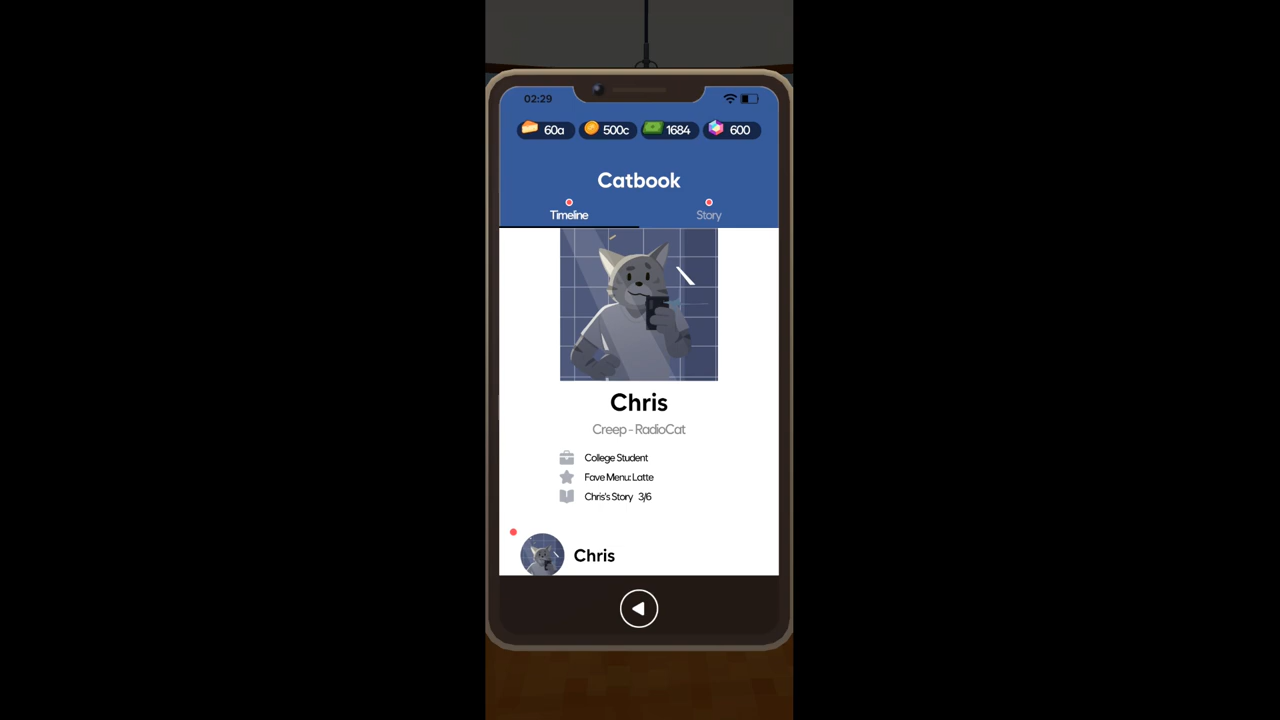 02:29
60a 500c 1684 600
Catbook
Timeline Story
Chris
Creep - RadioCat
College Student
Fave Menu: Latte
Chris's Story 3/6
Chris